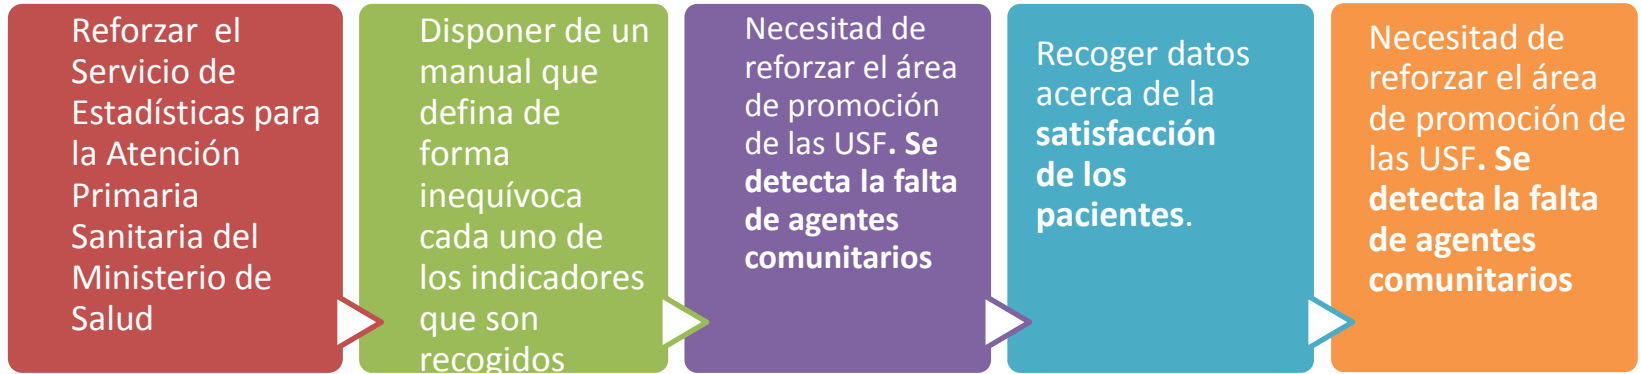 Reforzar el
Servicio de
Estadísticas para
la Atención
Primaria
Sanitaria del
Ministerio de
Salud
Disponer de un
manual que
defina de
forma
inequívoca
cada uno de
los indicadores
que son
recogidos
Necesitad de
reforzar el área
de promoción
de las USF. Se
detecta la falta
de agentes
comunitarios
Recoger datos
acerca de la
satisfacción
de los
pacientes.
Necesitad de
reforzar el área
de promoción de
las USF. Se
detecta la falta
de agentes
comunitarios